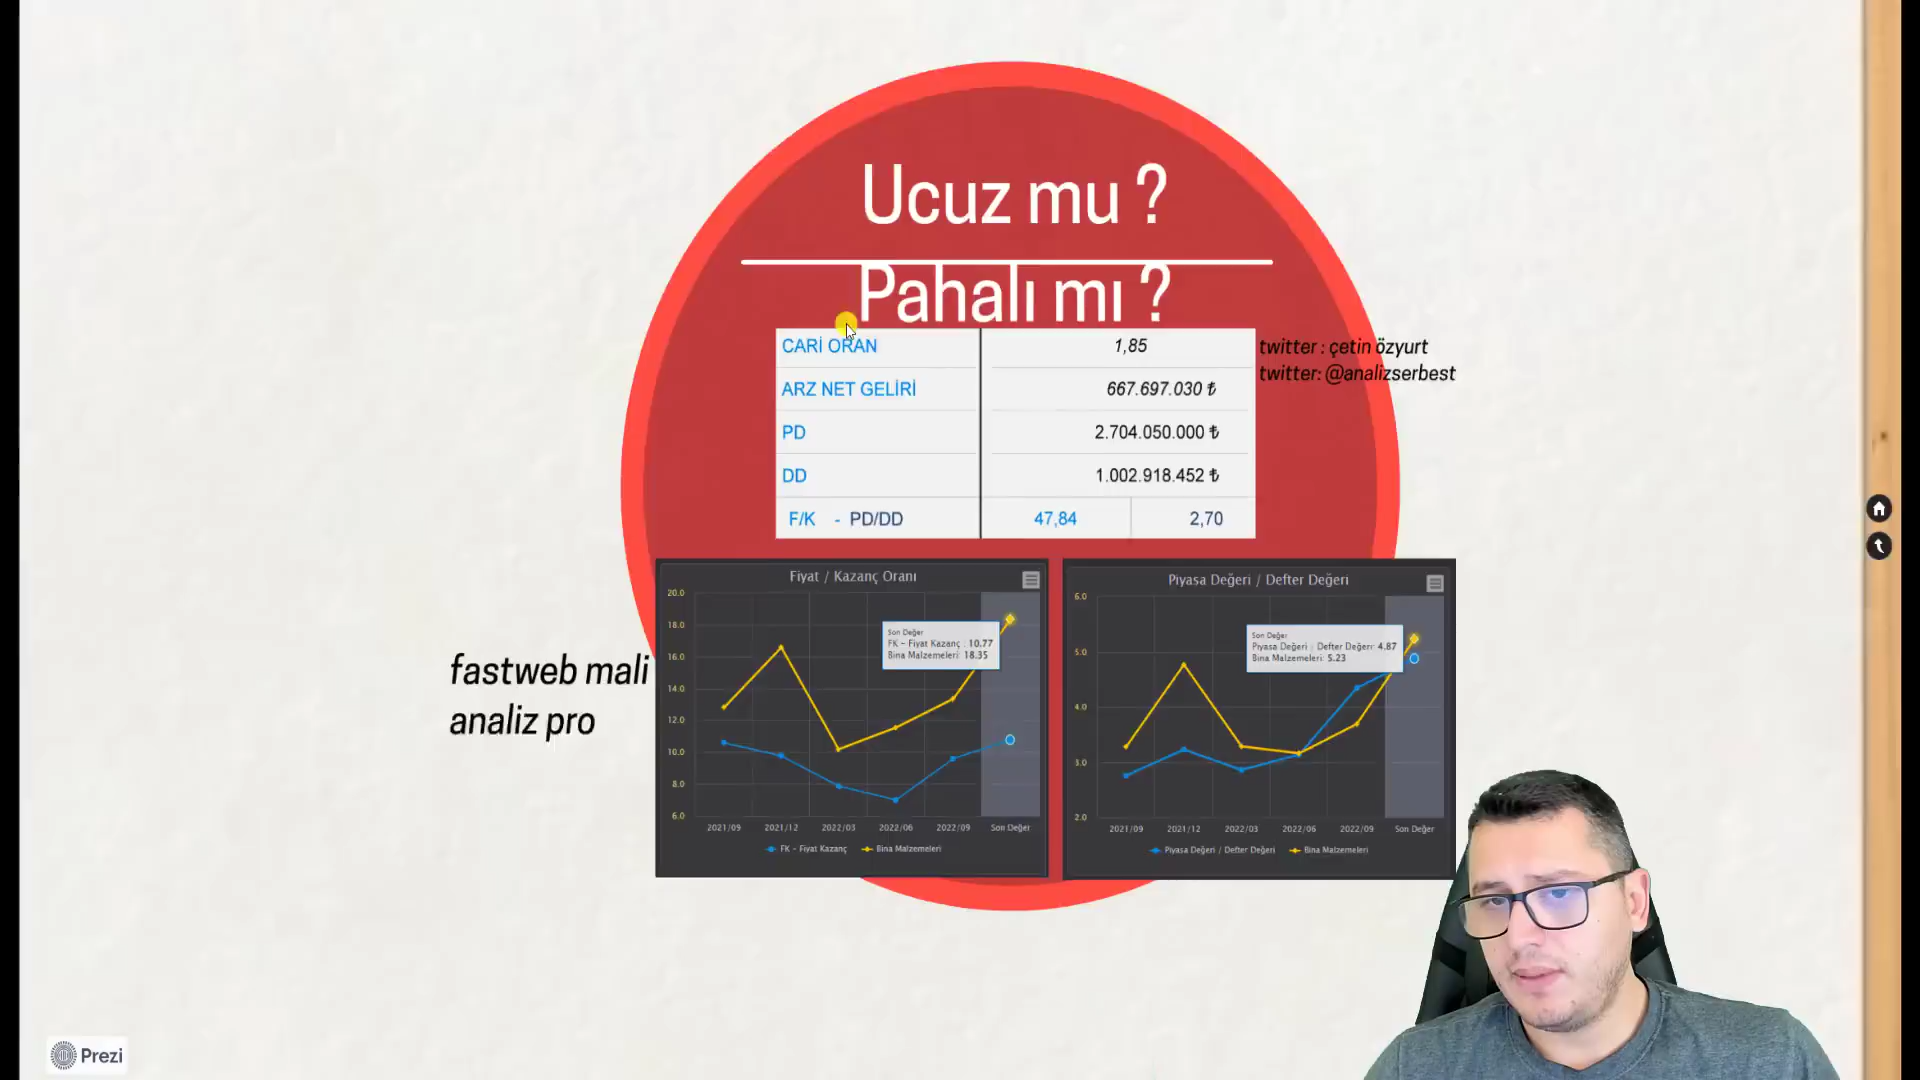 Ucuz mu ?
Pahalı mı ?
CARİ ORAN 1,85
ARZ NET GELİRİ 667.697.030 ₺
PD 2.704.050.000 ₺
DD 1.002.918.452 ₺
F/K - PD/DD 47,84 2,70
twitter : çetin özyurt
twitter: @analizserbest
fastweb mali
analiz pro
Fiyat / Kazanç Oranı
20.0
18.0
16.0
14.0
12.0
10.0
8.0
6.0
Son Değer
FK - Fiyat Kazanç : 10.77
Bina Malzemeleri: 18.35
2021/09 2021/12 2022/03 2022/06 2022/09 Son Değer
FK - Fiyat Kazanç Bina Malzemeleri
Piyasa Değeri / Defter Değeri
6.0
5.0
4.0
3.0
2.0
Son Değer
Piyasa Değeri / Defter Değeri: 4.87
Bina Malzemeleri: 5.23
2021/09 2021/12 2022/03 2022/06 2022/09 Son Değer
Piyasa Değeri / Defter Değeri Bina Malzemeleri
Prezi